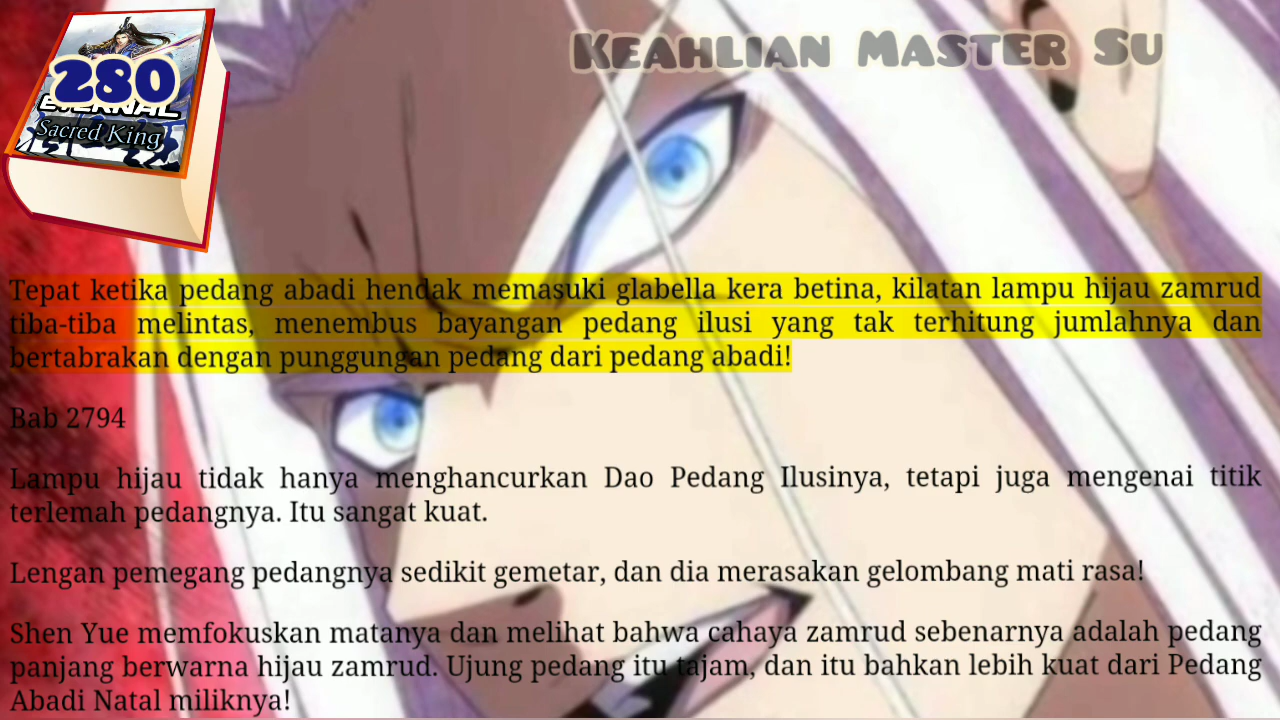 Keahlian Master Su
280
ETERNAL
Sacred King
Tepat ketika pedang abadi hendak memasuki glabella kera betina, kilatan lampu hijau zamrud
tiba-tiba melintas, menembus bayangan pedang ilusi yang tak terhitung jumlahnya dan
bertabrakan dengan punggungan pedang dari pedang abadi!
Bab 2794
Lampu hijau tidak hanya menghancurkan Dao Pedang Ilusinya, tetapi juga mengenai titik
terlemah pedangnya. Itu sangat kuat.
Lengan pemegang pedangnya sedikit gemetar, dan dia merasakan gelombang mati rasa!
Shen Yue memfokuskan matanya dan melihat bahwa cahaya zamrud sebenarnya adalah pedang
panjang berwarna hijau zamrud. Ujung pedang itu tajam, dan itu bahkan lebih kuat dari Pedang
Abadi Natal miliknya!